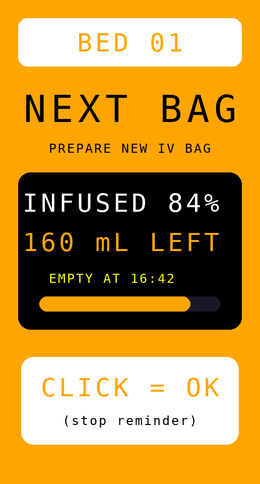 BED 01
NEXT BAG
PREPARE NEW IV BAG
INFUSED 84%
160 mL LEFT
EMPTY AT 16:42
CLICK = OK
(stop reminder)